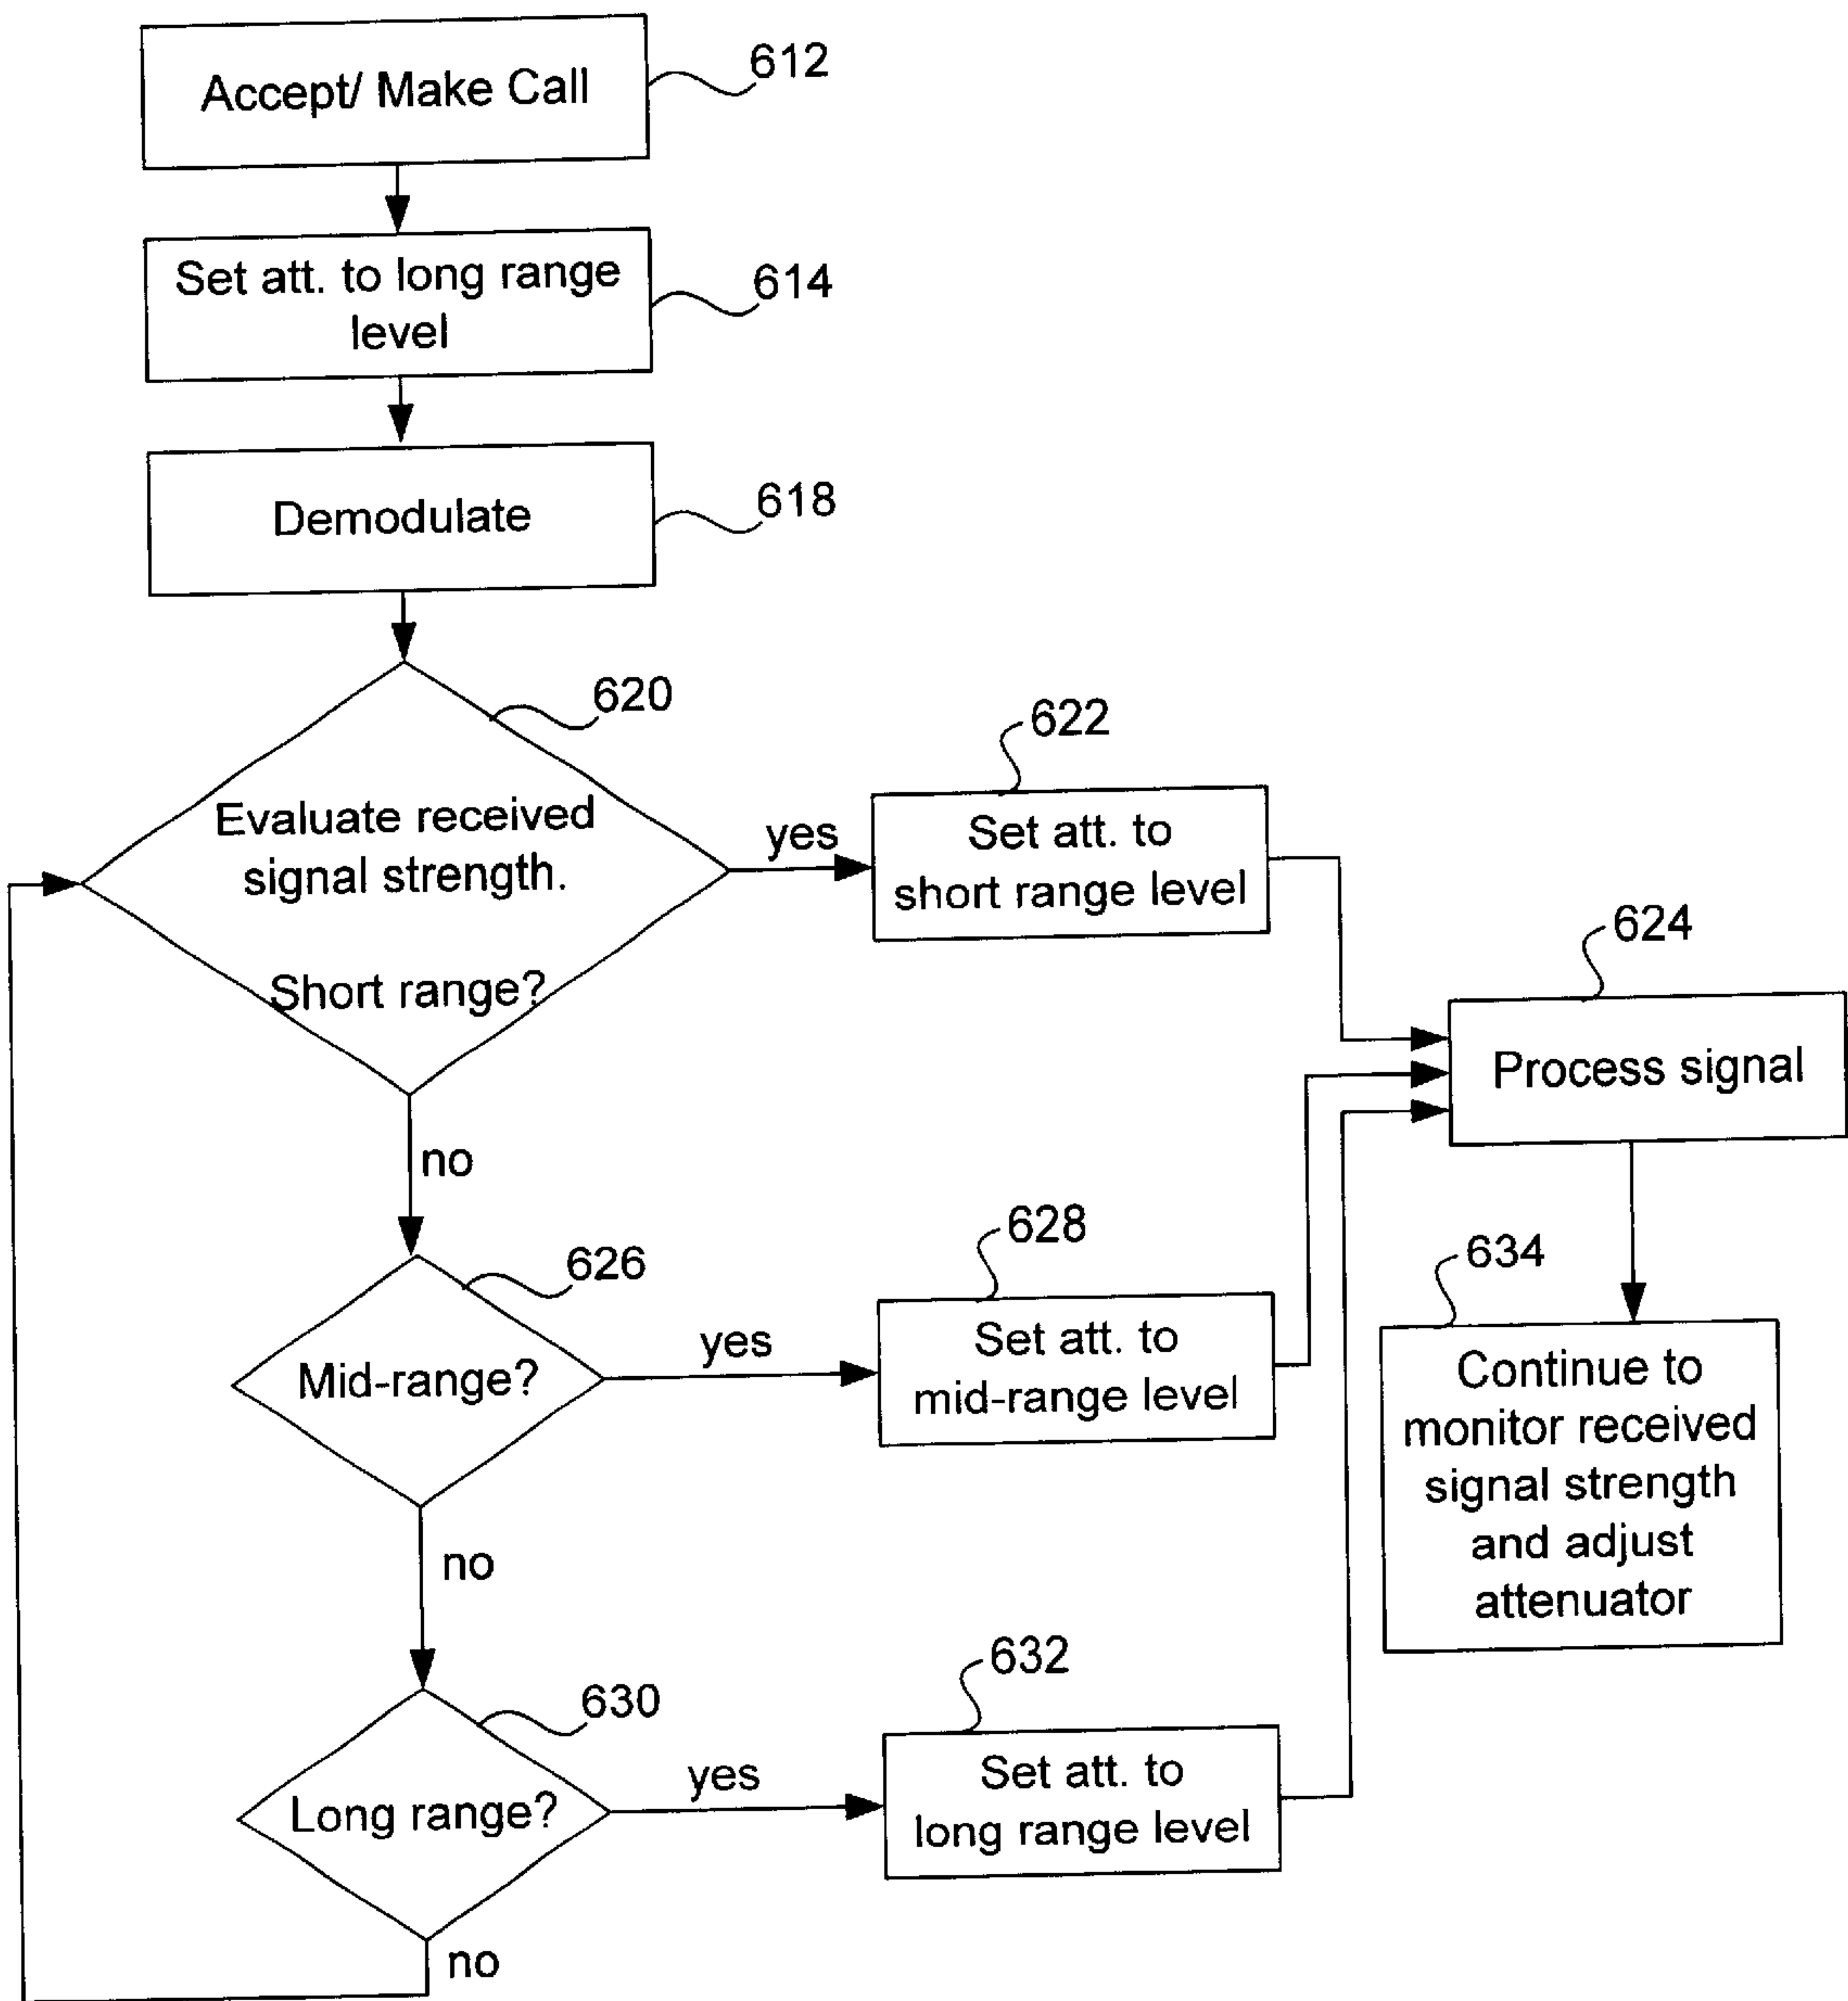 Accept/ Make Call
612
Set att. to long range
level
614
Demodulate
618
620
Evaluate received
signal strength.
Short range?
yes
622
Set att. to
short range level
624
Process signal
no
626
Mid-range?
yes
628
Set att. to
mid-range level
634
Continue to
monitor received
signal strength
and adjust
attenuator
no
630
Long range?
yes
632
Set att. to
long range level
no